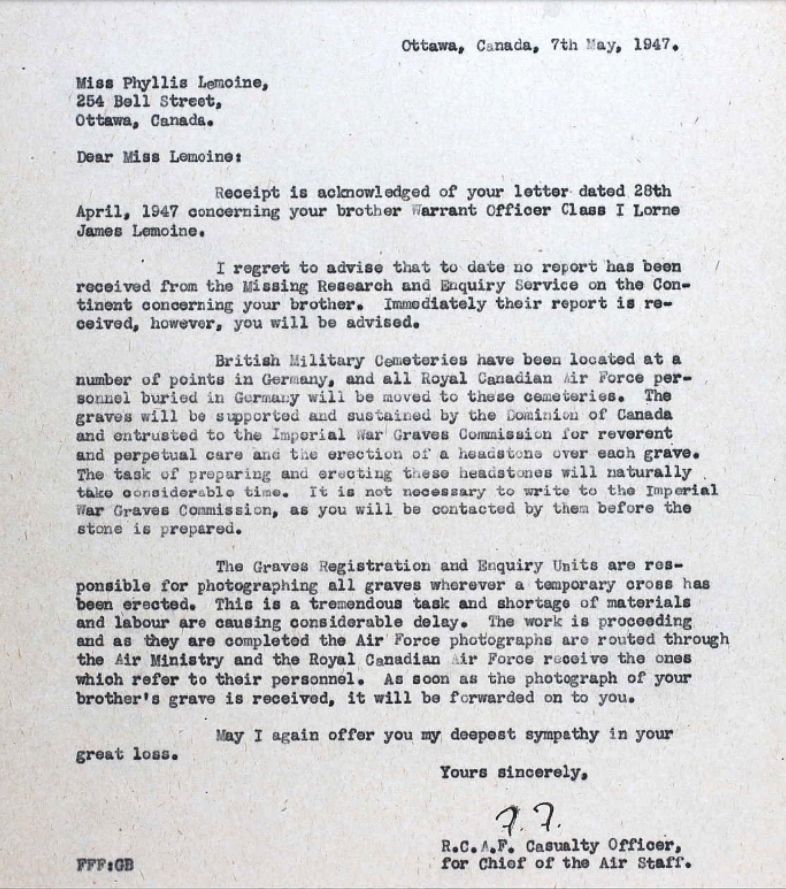 Ottawa, Canada, 7th May, 1947.
Miss Phyllis Lemoine,
254 Bell Street,
Ottawa, Canada.
Dear Miss Lemoine:
Receipt is acknowledged of your letter dated 28th
April, 1947 concerning your brother Warrant Officer Class I Lorne
James Lemoine.
I regret to advise that to date no report has been
received from the Missing Research and Enquiry Service on the Con-
tinent concerning your brother. Immediately their report is re-
ceived, however, you will be advised.
British Military Cemeteries have been located at a
number of points in Germany, and all Royal Canadian Air Force per-
sonnel buried in Germany will be moved to these cemeteries. The
graves will be supported and sustained by the Dominion of Canada
and entrusted to the Imperial War Graves Commission for reverent
and perpetual care and the erection of a headstone over each grave.
The task of preparing and erecting these headstones will naturally
take considerable time. It is not necessary to write to the Imperial
War Graves Commission, as you will be contacted by them before the
stone is prepared.
The Graves Registration and Enquiry Units are res-
ponsible for photographing all graves wherever a temporary cross has
been erected. This is a tremendous task and shortage of materials
and labour are causing considerable delay. The work is proceeding
and as they are completed the Air Force photographs are routed through
the Air Ministry and the Royal Canadian Air Force receive the ones
which refer to their personnel. As soon as the photograph of your
brother's grave is received, it will be forwarded on to you.
May I again offer you my deepest sympathy in your
great loss.
Yours sincerely,
F. F.
R.C.A.F. Casualty Officer,
for Chief of the Air Staff.
FFF:GB